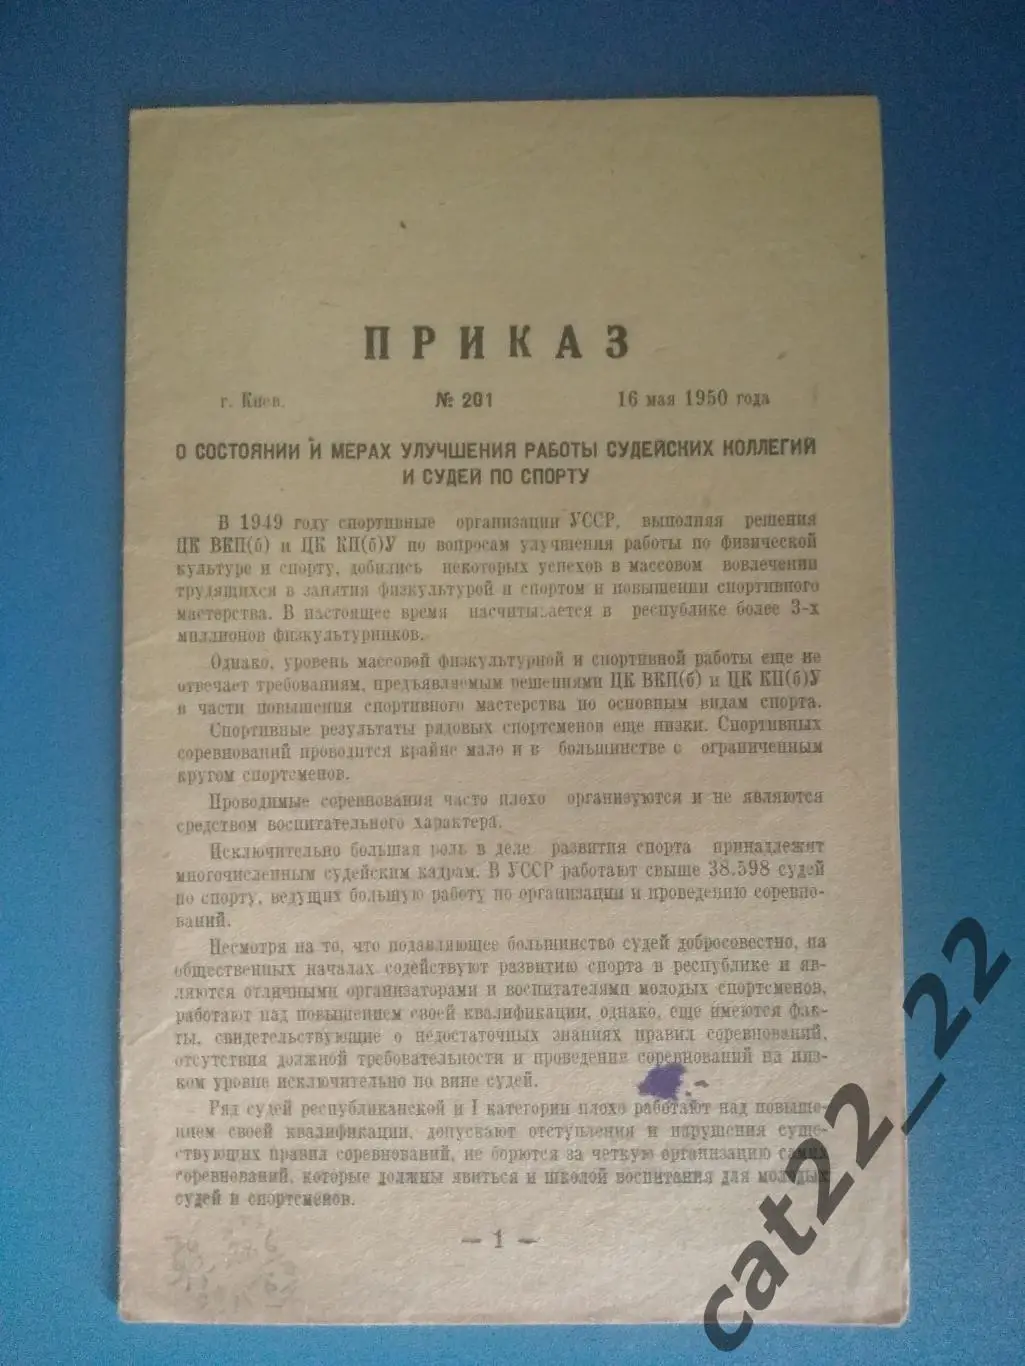 ПРИКАЗ
г. Киев. № 201 16 мая 1950 года
О СОСТОЯНИИ И МЕРАХ УЛУЧШЕНИЯ РАБОТЫ СУДЕЙСКИХ КОЛЛЕГИЙ
И СУДЕЙ ПО СПОРТУ
В 1949 году спортивные организации УССР, выполняя решения
ЦК ВКП(б) и ЦК КП(б)У по вопросам улучшения работы по физической
культуре и спорту, добились некоторых успехов в массовом вовлечении
трудящихся в занятия физкультурой и спортом и повышении спортивного
мастерства. В настоящее время насчитывается в республике более 3-х
миллионов физкультурников.
Однако, уровень массовой физкультурной и спортивной работы еще не
отвечает требованиям, предъявляемым решениями ЦК ВКП(б) и ЦК КП(б)У
в части повышения спортивного мастерства по основным видам спорта.
Спортивные результаты рядовых спортсменов еще низки. Спортивных
соревнований проводится крайне мало и в большинстве с ограниченным
кругом спортсменов.
Проводимые соревнования часто плохо организуются и не являются
средством воспитательного характера.
Исключительно большая роль в деле развития спорта принадлежит
многочисленным судейским кадрам. В УССР работают свыше 38.598 судей
по спорту, ведущих большую работу по организации и проведению соревно-
ваний.
Несмотря на то, что подавляющее большинство судей добросовестно, на
общественных началах содействуют развитию спорта в республике и яв-
ляются отличными организаторами и воспитателями молодых спортсменов,
работают над повышением своей квалификации, однако, еще имеются фак-
ты, свидетельствующие о недостаточных знаниях правил соревнований,
отсутствия должной требовательности и проведения соревнований на низ-
ком уровне исключительно по вине судей.
Ряд судей республиканской и I категории плохо работают над повыше-
нием своей квалификации, допускают отступления и нарушения суще-
ствующих правил соревнований, не борются за четкую организацию самих
соревнований, которые должны явиться и школой воспитания для молодых
судей и спортсменов.
— 1 —
cat22_22